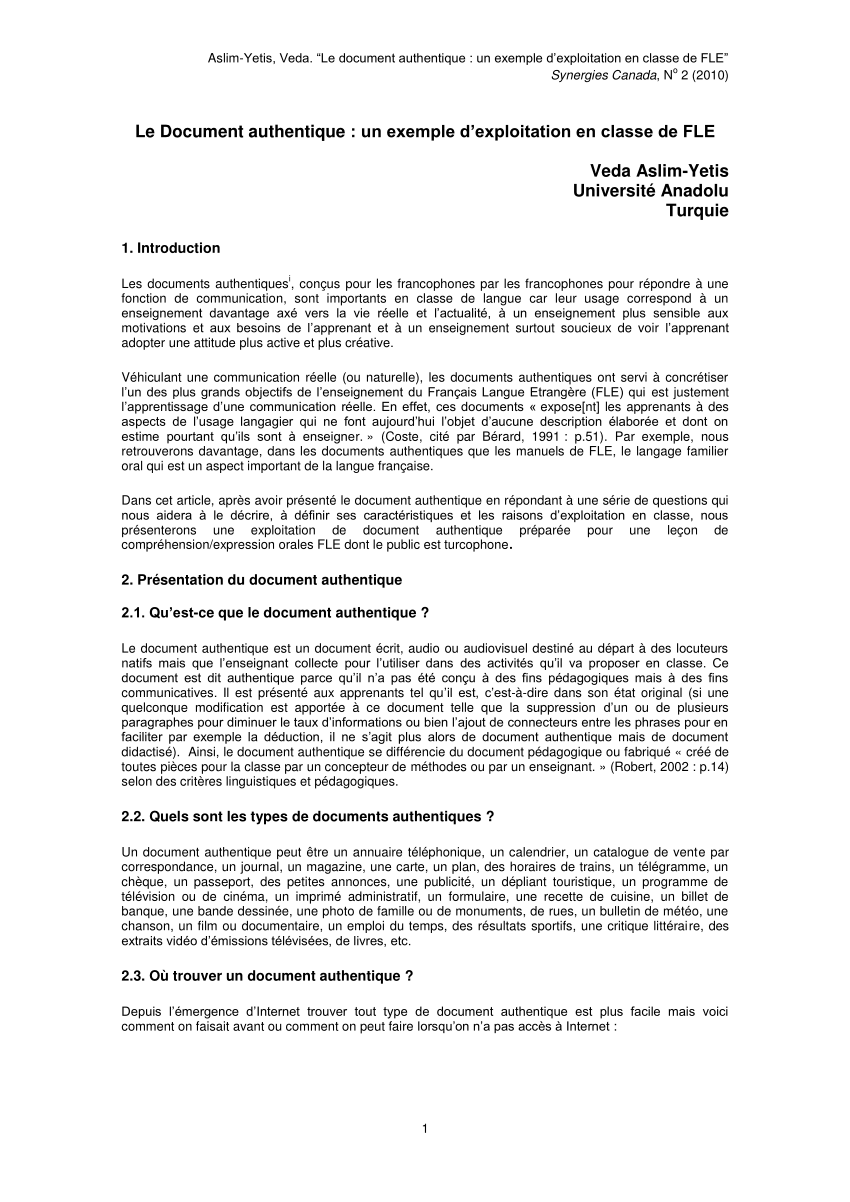 Aslim-Yetis, Veda. “Le document authentique : un exemple d’exploitation en classe de FLE”
Synergies Canada, Nº 2 (2010)
Le Document authentique : un exemple d’exploitation en classe de FLE
Veda Aslim-Yetis
Université Anadolu
Turquie
1. Introduction
Les documents authentiquesⁱ, conçus pour les francophones par les francophones pour répondre à une
fonction de communication, sont importants en classe de langue car leur usage correspond à un
enseignement davantage axé vers la vie réelle et l’actualité, à un enseignement plus sensible aux
motivations et aux besoins de l’apprenant et à un enseignement surtout soucieux de voir l’apprenant
adopter une attitude plus active et plus créative.
Véhiculant une communication réelle (ou naturelle), les documents authentiques ont servi à concrétiser
l’un des plus grands objectifs de l’enseignement du Français Langue Etrangère (FLE) qui est justement
l’apprentissage d’une communication réelle. En effet, ces documents « expose[nt] les apprenants à des
aspects de l’usage langagier qui ne font aujourd’hui l’objet d’aucune description élaborée et dont on
estime pourtant qu’ils sont à enseigner. » (Coste, cité par Bérard, 1991 : p.51). Par exemple, nous
retrouverons davantage, dans les documents authentiques que les manuels de FLE, le langage familier
oral qui est un aspect important de la langue française.
Dans cet article, après avoir présenté le document authentique en répondant à une série de questions qui
nous aidera à le décrire, à définir ses caractéristiques et les raisons d’exploitation en classe, nous
présenterons une exploitation de document authentique préparée pour une leçon de
compréhension/expression orales FLE dont le public est turcophone.
2. Présentation du document authentique
2.1. Qu’est-ce que le document authentique ?
Le document authentique est un document écrit, audio ou audiovisuel destiné au départ à des locuteurs
natifs mais que l’enseignant collecte pour l’utiliser dans des activités qu’il va proposer en classe. Ce
document est dit authentique parce qu’il n’a pas été conçu à des fins pédagogiques mais à des fins
communicatives. Il est présenté aux apprenants tel qu’il est, c’est-à-dire dans son état original (si une
quelconque modification est apportée à ce document telle que la suppression d’un ou de plusieurs
paragraphes pour diminuer le taux d’informations ou bien l’ajout de connecteurs entre les phrases pour en
faciliter par exemple la déduction, il ne s’agit plus alors de document authentique mais de document
didactisé). Ainsi, le document authentique se différencie du document pédagogique ou fabriqué « créé de
toutes pièces pour la classe par un concepteur de méthodes ou par un enseignant. » (Robert, 2002 : p.14)
selon des critères linguistiques et pédagogiques.
2.2. Quels sont les types de documents authentiques ?
Un document authentique peut être un annuaire téléphonique, un calendrier, un catalogue de vente par
correspondance, un journal, un magazine, une carte, un plan, des horaires de trains, un télégramme, un
chèque, un passeport, des petites annonces, une publicité, un dépliant touristique, un programme de
télévision ou de cinéma, un imprimé administratif, un formulaire, une recette de cuisine, un billet de
banque, une bande dessinée, une photo de famille ou de monuments, de rues, un bulletin de météo, une
chanson, un film ou documentaire, un emploi du temps, des résultats sportifs, une critique littéraire, des
extraits vidéo d’émissions télévisées, de livres, etc.
2.3. Où trouver un document authentique ?
Depuis l’émergence d’Internet trouver tout type de document authentique est plus facile mais voici
comment on faisait avant ou comment on peut faire lorsqu’on n’a pas accès à Internet :
1